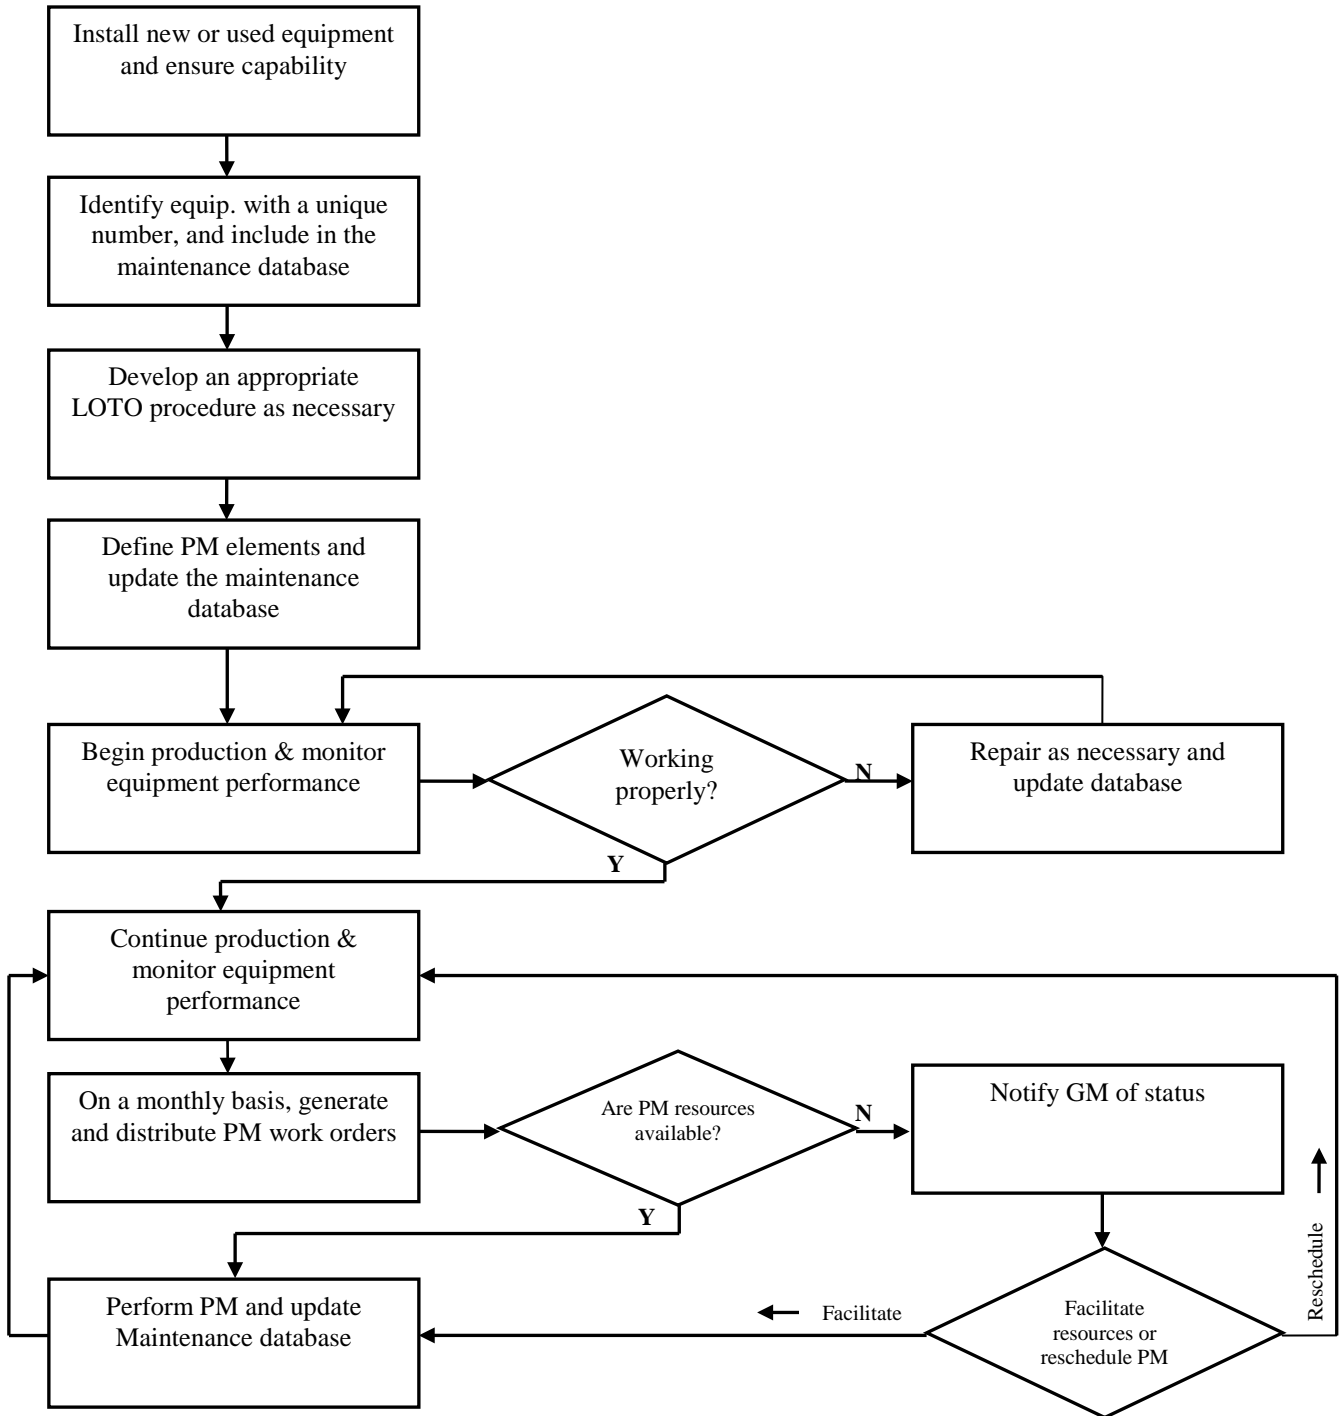 Install new or used equipment
and ensure capability
Identify equip. with a unique
number, and include in the
maintenance database
Develop an appropriate
LOTO procedure as necessary
Define PM elements and
update the maintenance
database
Begin production & monitor
equipment performance
Working
properly?
N
Repair as necessary and
update database
Y
Continue production &
monitor equipment
performance
On a monthly basis, generate
and distribute PM work orders
Are PM resources
available?
N
Notify GM of status
Y
Reschedule
Perform PM and update
Maintenance database
Facilitate
Facilitate
resources or
reschedule PM